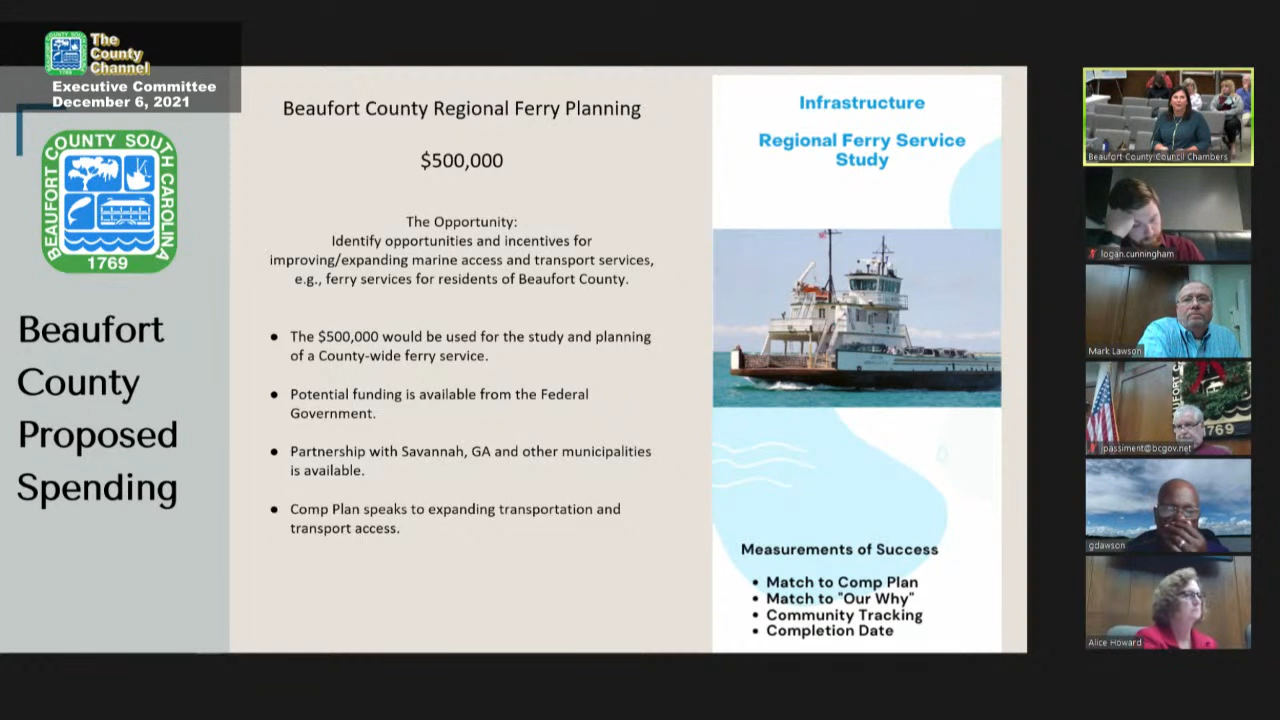 The
County
Channel
Executive Committee
December 6, 2021
BEAUFORT COUNTY SOUTH CAROLINA
1769
Beaufort
County
Proposed
Spending
Beaufort County Regional Ferry Planning
$500,000
The Opportunity:
Identify opportunities and incentives for
improving/expanding marine access and transport services,
e.g., ferry services for residents of Beaufort County.
● The $500,000 would be used for the study and planning
of a County-wide ferry service.
● Potential funding is available from the Federal
Government.
● Partnership with Savannah, GA and other municipalities
is available.
● Comp Plan speaks to expanding transportation and
transport access.
Infrastructure
Regional Ferry Service
Study
Measurements of Success
• Match to Comp Plan
• Match to "Our Why"
• Community Tracking
• Completion Date
Beaufort County Council Chambers
logan.cunningham
Mark Lawson
BEAUFORT C
1769
jpassiment@bcgov.net
gdawson
Alice Howard